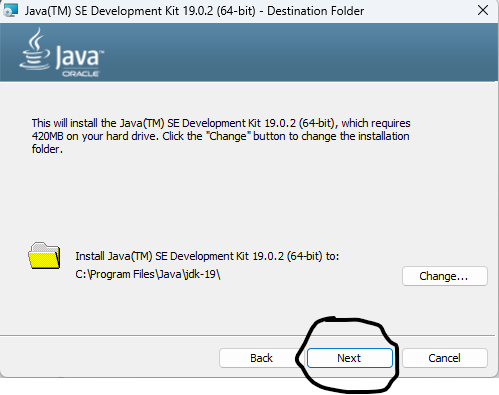 Java(TM) SE Development Kit 19.0.2 (64-bit) - Destination Folder
Java™
ORACLE
This will install the Java(TM) SE Development Kit 19.0.2 (64-bit), which requires
420MB on your hard drive. Click the "Change" button to change the installation
folder.
Install Java(TM) SE Development Kit 19.0.2 (64-bit) to:
C:\Program Files\Java\jdk-19\
Change...
Back Next Cancel